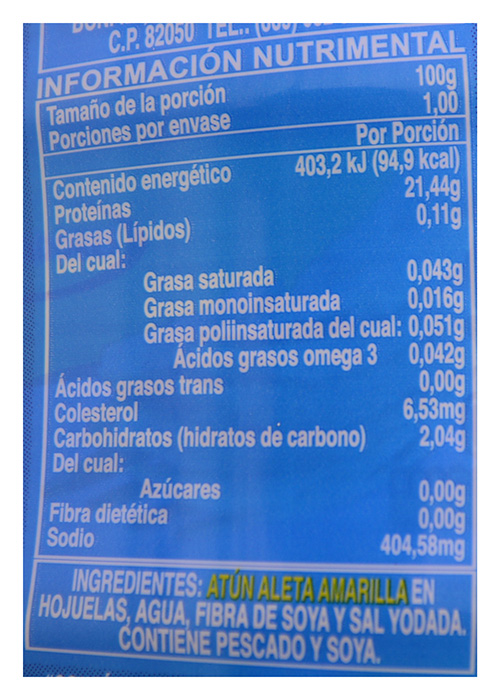 C.P. 82050 TEL.:
INFORMACIÓN NUTRIMENTAL
Tamaño de la porción 100g
Porciones por envase 1,00
Por Porción
Contenido energético 403,2 kJ (94,9 kcal)
Proteínas 21,44g
Grasas (Lípidos) 0,11g
Del cual:
Grasa saturada 0,043g
Grasa monoinsaturada 0,016g
Grasa poliinsaturada del cual: 0,051g
Ácidos grasos omega 3 0,042g
Ácidos grasos trans 0,00g
Colesterol 6,53mg
Carbohidratos (hidratos de carbono) 2,04g
Del cual:
Azúcares 0,00g
Fibra dietética 0,00g
Sodio 404,58mg
INGREDIENTES: ATÚN ALETA AMARILLA EN
HOJUELAS, AGUA, FIBRA DE SOYA Y SAL YODADA.
CONTIENE PESCADO Y SOYA.